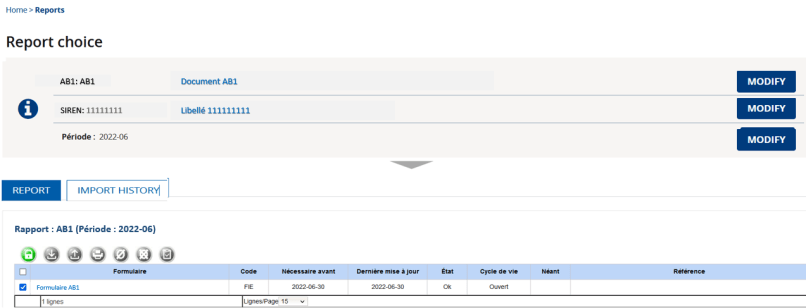 Home > Reports
Report choice
AB1: AB1 Document AB1 MODIFY
SIREN: 11111111 Libellé 111111111 MODIFY
Période : 2022-06 MODIFY
REPORT IMPORT HISTORY
Rapport : AB1 (Période : 2022-06)
Formulaire Code Nécessaire avant Dernière mise à jour État Cycle de vie Néant Référence
Formulaire AB1 FIE 2022-06-30 2022-06-30 Ok Ouvert
1 lignes Lignes/Page 15